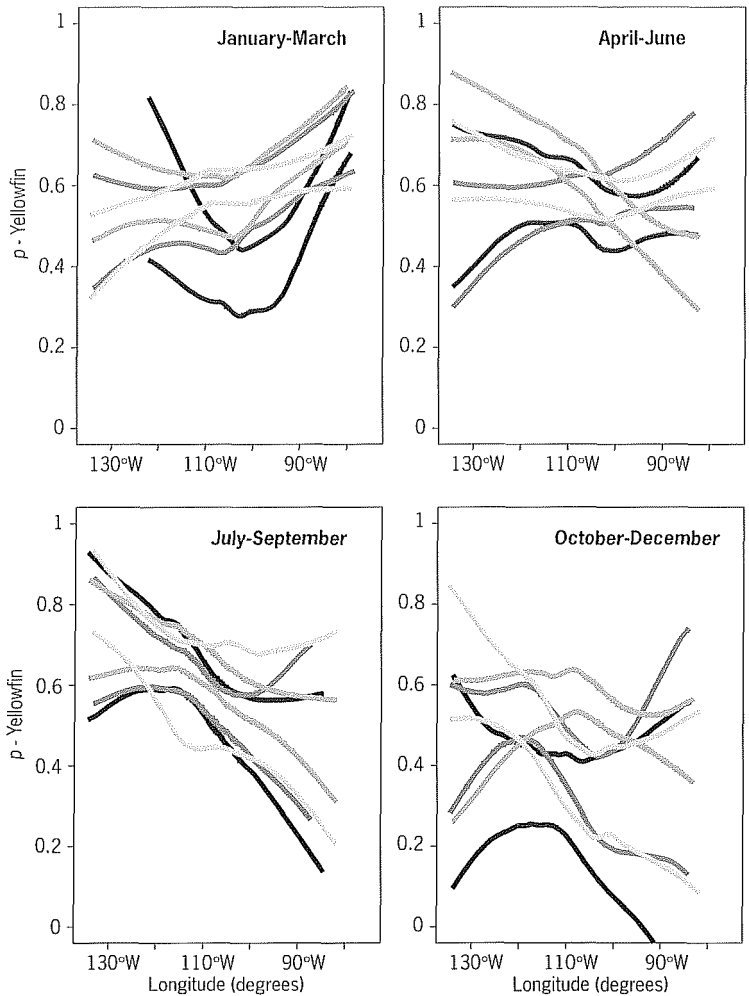 January-March
1
0.8
0.6
0.4
0.2
0
p - Yellowfin
130°W 110°W 90°W
April-June
1
0.8
0.6
0.4
0.2
0
130°W 110°W 90°W
July-September
1
0.8
0.6
0.4
0.2
0
p - Yellowfin
130°W 110°W 90°W
Longitude (degrees)
October-December
1
0.8
0.6
0.4
0.2
0
130°W 110°W 90°W
Longitude (degrees)